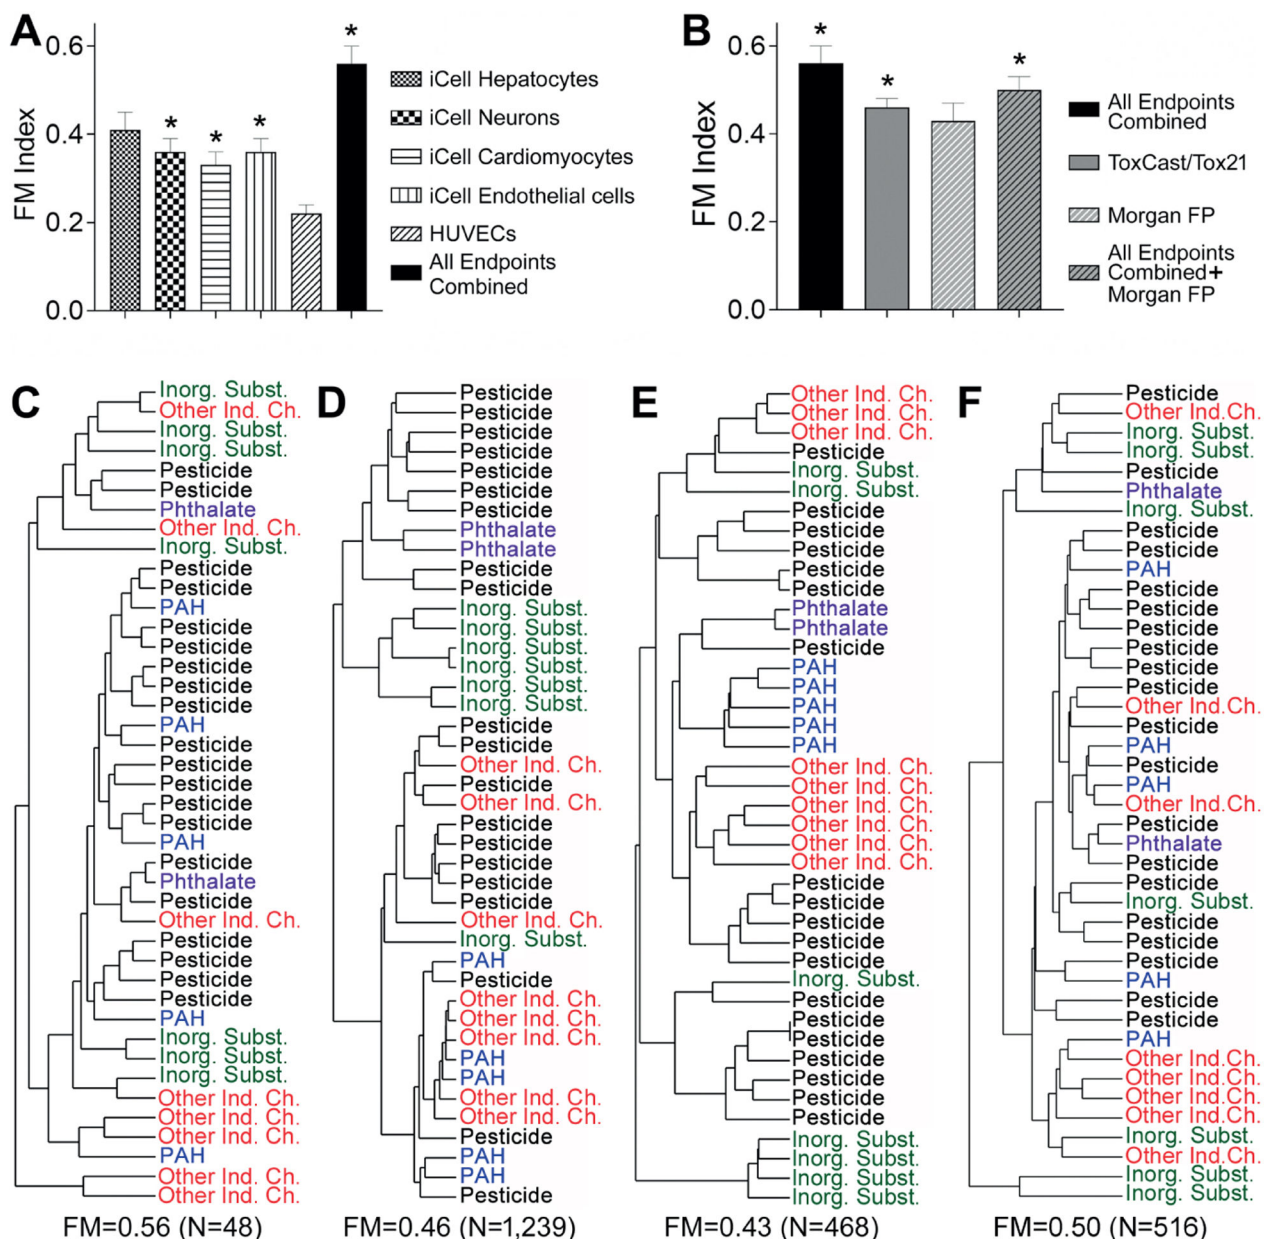 A
0.6
0.4
0.2
0.0
FM Index
*
*
*
*
iCell Hepatocytes
iCell Neurons
iCell Cardiomyocytes
iCell Endothelial cells
HUVECs
All Endpoints
Combined
B
0.6
0.4
0.2
0.0
FM Index
*
*
*
All Endpoints
Combined
ToxCast/Tox21
Morgan FP
All Endpoints
Combined+
Morgan FP
C
Inorg. Subst.
Other Ind. Ch.
Inorg. Subst.
Inorg. Subst.
Pesticide
Pesticide
Phthalate
Other Ind. Ch.
Inorg. Subst.
Pesticide
Pesticide
PAH
Pesticide
Pesticide
Pesticide
Pesticide
Pesticide
PAH
Pesticide
Pesticide
Pesticide
Pesticide
Pesticide
PAH
Pesticide
Phthalate
Pesticide
Other Ind. Ch.
Pesticide
Pesticide
Pesticide
Pesticide
PAH
Inorg. Subst.
Inorg. Subst.
Inorg. Subst.
Other Ind. Ch.
Other Ind. Ch.
Other Ind. Ch.
PAH
Other Ind. Ch.
Other Ind. Ch.
FM=0.56 (N=48)
D
Pesticide
Pesticide
Pesticide
Pesticide
Pesticide
Pesticide
Pesticide
Phthalate
Phthalate
Pesticide
Pesticide
Inorg. Subst.
Inorg. Subst.
Inorg. Subst.
Inorg. Subst.
Inorg. Subst.
Inorg. Subst.
Pesticide
Pesticide
Other Ind. Ch.
Pesticide
Other Ind. Ch.
Pesticide
Pesticide
Pesticide
Pesticide
Pesticide
Other Ind. Ch.
Inorg. Subst.
PAH
Pesticide
Other Ind. Ch.
Other Ind. Ch.
Other Ind. Ch.
PAH
PAH
Other Ind. Ch.
Other Ind. Ch.
Pesticide
PAH
PAH
Pesticide
FM=0.46 (N=1,239)
E
Other Ind. Ch.
Other Ind. Ch.
Other Ind. Ch.
Pesticide
Inorg. Subst.
Inorg. Subst.
Pesticide
Pesticide
Pesticide
Pesticide
Pesticide
Phthalate
Phthalate
Pesticide
PAH
PAH
PAH
PAH
PAH
Other Ind. Ch.
Other Ind. Ch.
Other Ind. Ch.
Other Ind. Ch.
Other Ind. Ch.
Other Ind. Ch.
Pesticide
Pesticide
Pesticide
Pesticide
Pesticide
Inorg. Subst.
Pesticide
Pesticide
Pesticide
Pesticide
Pesticide
Pesticide
Pesticide
Inorg. Subst.
Inorg. Subst.
Inorg. Subst.
Inorg. Subst.
FM=0.43 (N=468)
F
Pesticide
Other Ind.Ch.
Inorg. Subst.
Inorg. Subst.
Pesticide
Phthalate
Inorg. Subst.
Pesticide
Pesticide
PAH
Pesticide
Pesticide
Pesticide
Pesticide
Pesticide
Pesticide
Other Ind.Ch.
Pesticide
PAH
Pesticide
PAH
Other Ind.Ch.
Pesticide
Phthalate
Pesticide
Pesticide
Inorg. Subst.
Pesticide
Pesticide
Pesticide
PAH
Pesticide
Pesticide
PAH
Other Ind.Ch.
Other Ind.Ch.
Other Ind.Ch.
Other Ind.Ch.
Inorg. Subst.
Other Ind.Ch.
Inorg. Subst.
Inorg. Subst.
FM=0.50 (N=516)